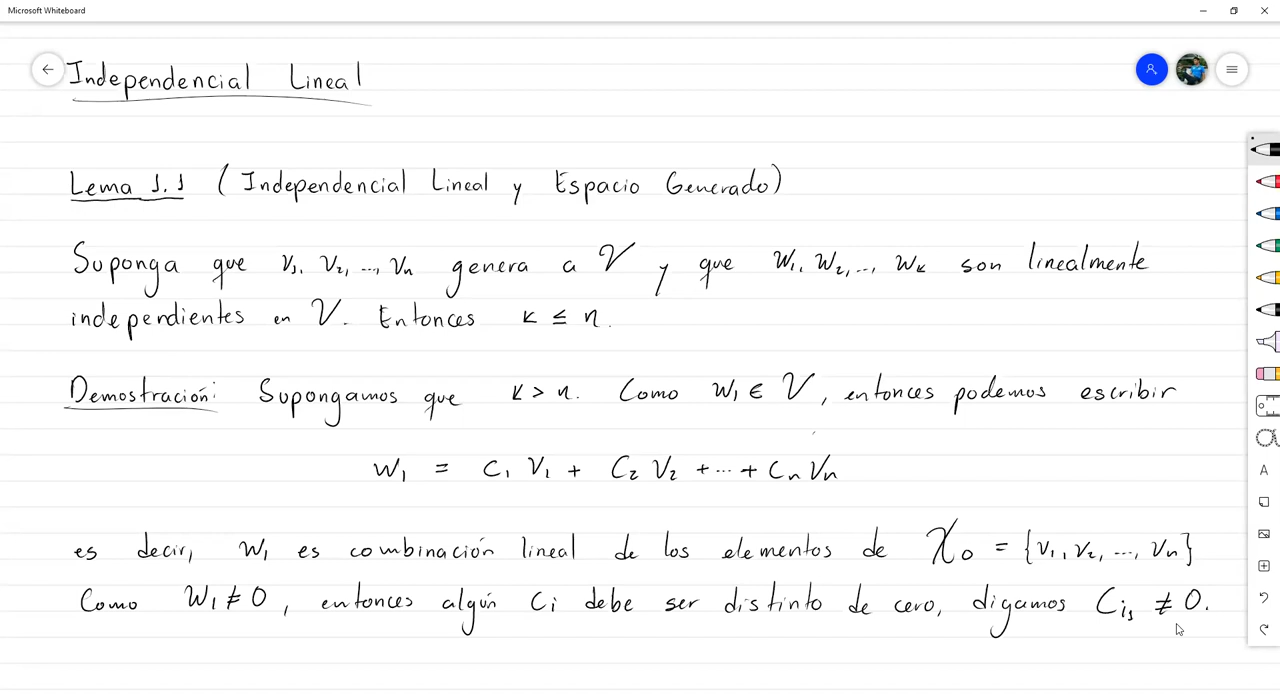 Microsoft Whiteboard
Independencial Lineal
Lema 1.1 (Independencial Lineal y Espacio Generado)
Suponga que v₁, v₂, ..., vₙ genera a V y que w₁, w₂, ..., wₖ son linealmente
independientes en V. Entonces k ≤ n.
Demostración: Supongamos que k > n. Como w₁ ∈ V, entonces podemos escribir
w₁ = c₁ v₁ + c₂ v₂ + ... + cₙ vₙ
es decir, w₁ es combinación lineal de los elementos de X₀ = {v₁, v₂, ..., vₙ}
Como w₁ ≠ 0, entonces algún cᵢ debe ser distinto de cero, digamos c_{i₁} ≠ 0.
A